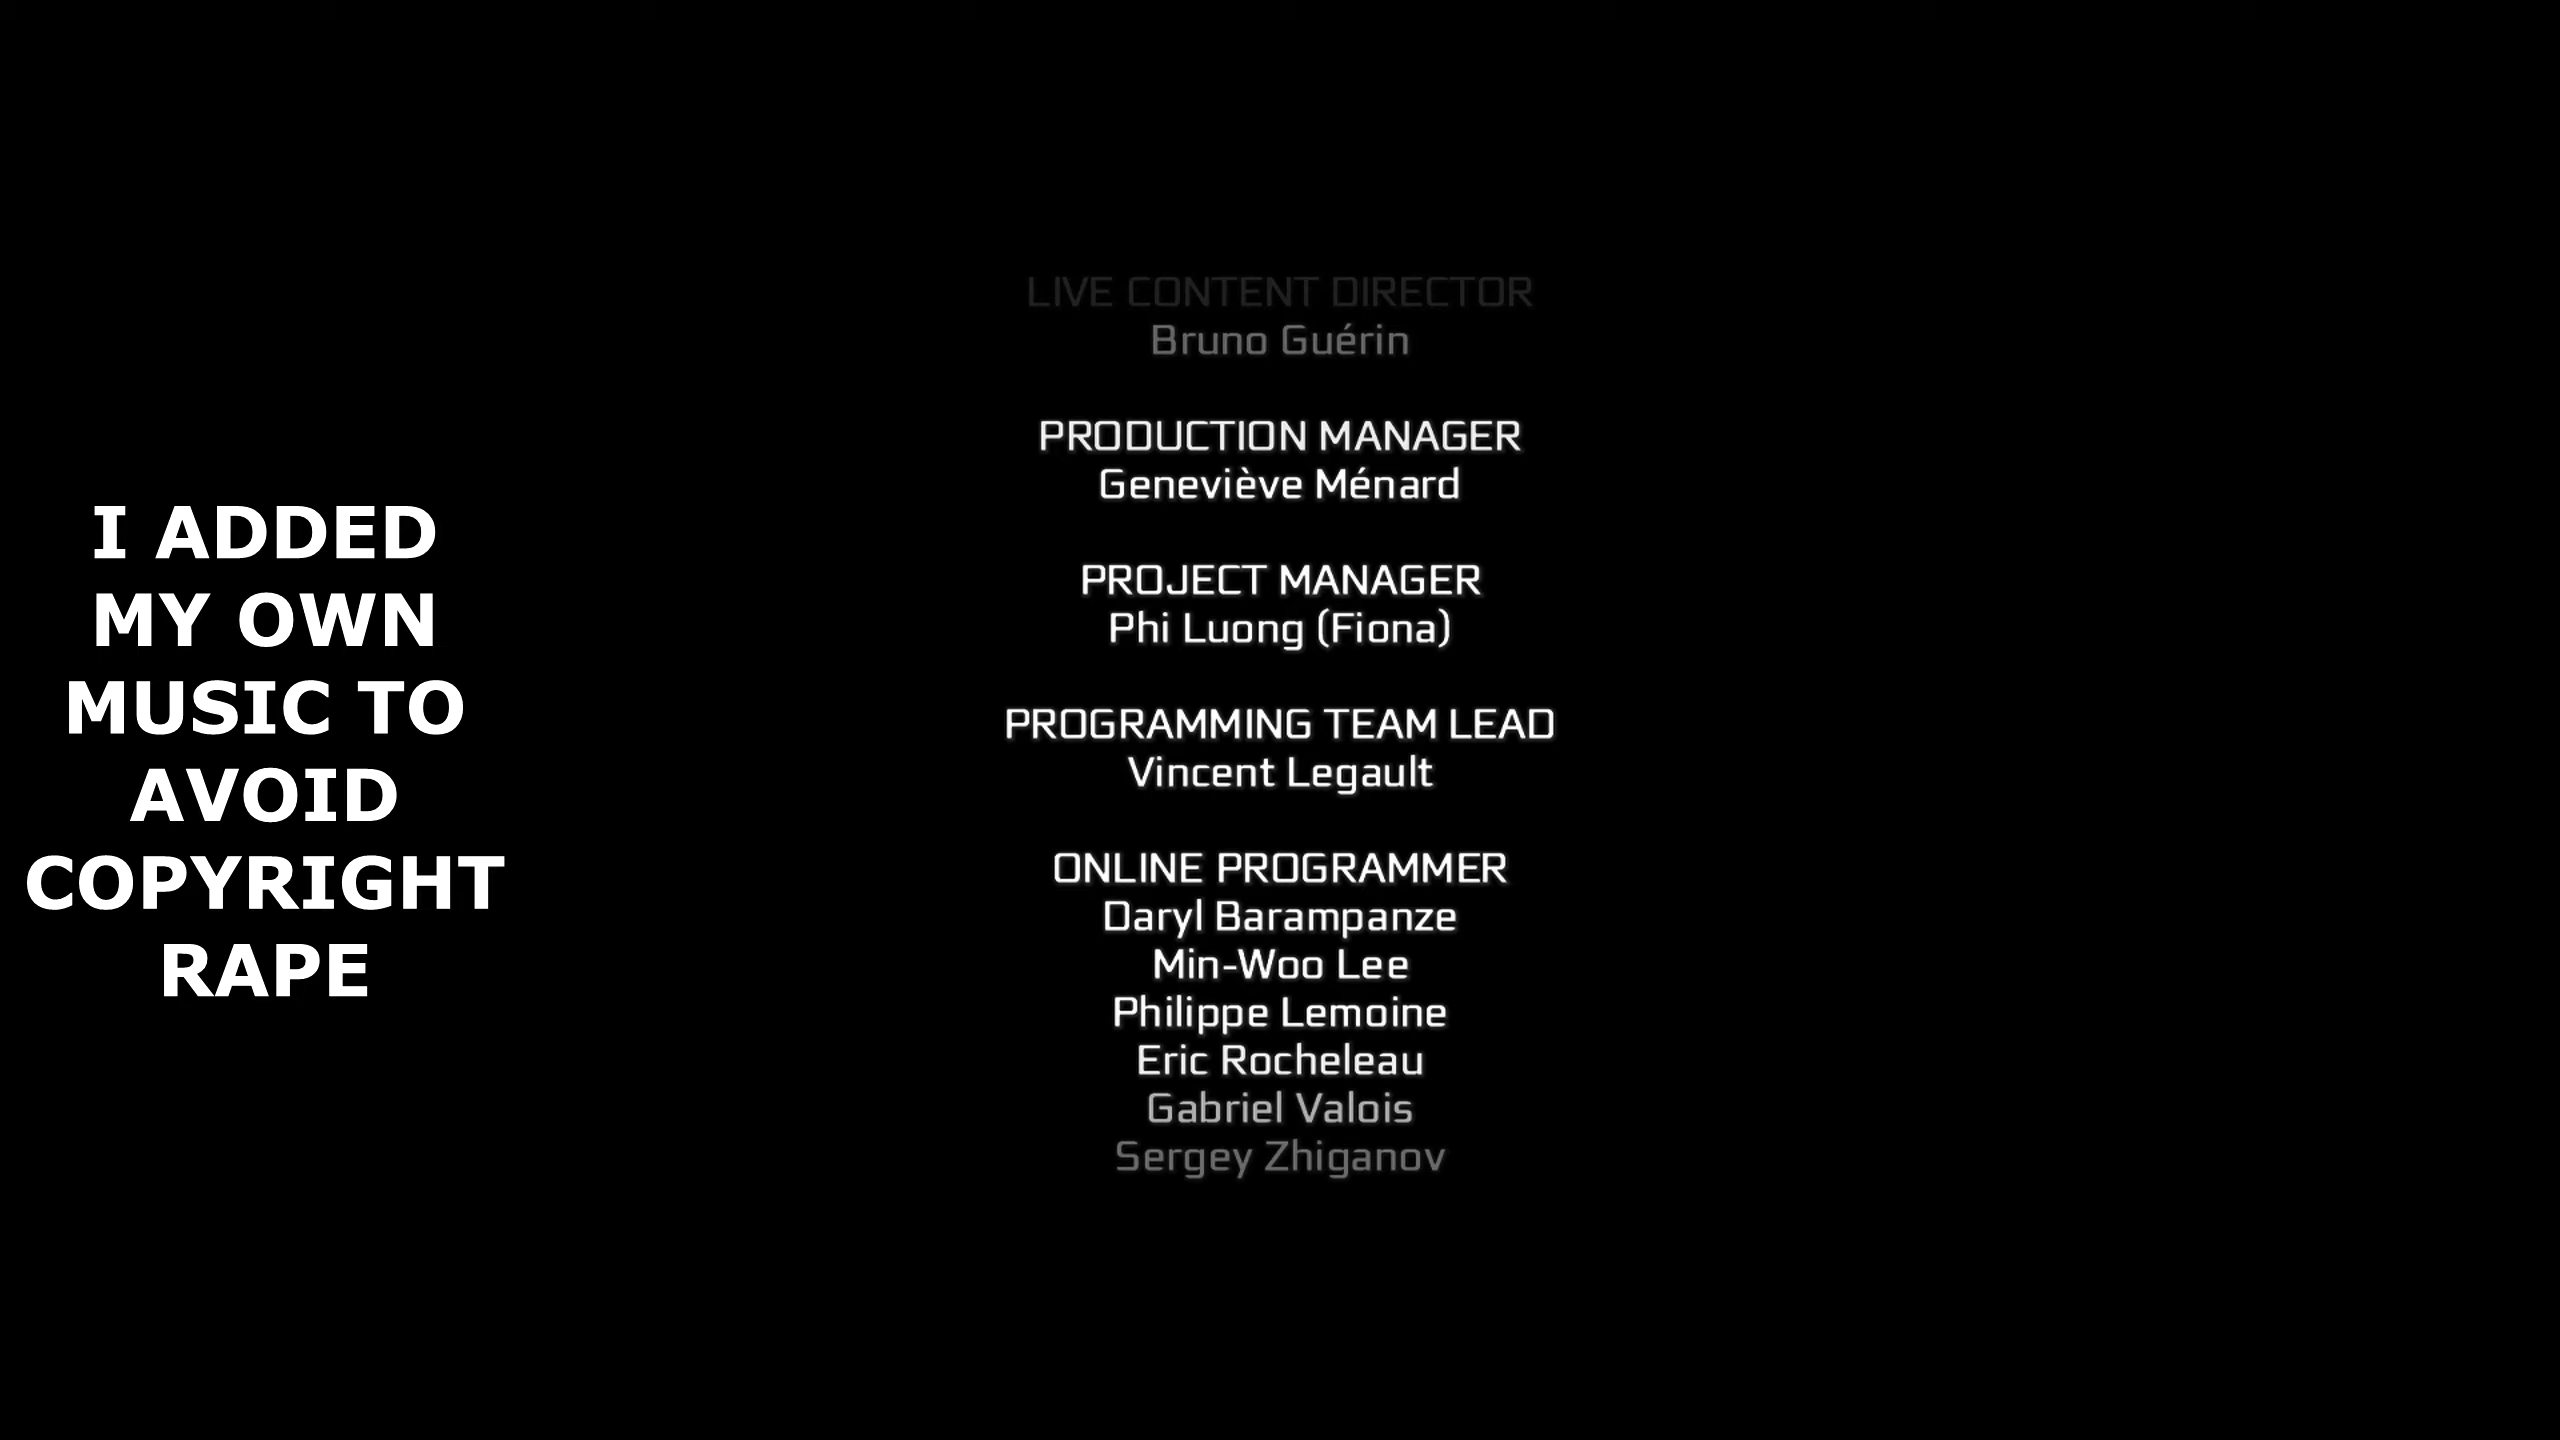 I ADDED
MY OWN
MUSIC TO
AVOID
COPYRIGHT
RAPE
LIVE CONTENT DIRECTOR
Bruno Guérin
PRODUCTION MANAGER
Geneviève Ménard
PROJECT MANAGER
Phi Luong (Fiona)
PROGRAMMING TEAM LEAD
Vincent Legault
ONLINE PROGRAMMER
Daryl Barampanze
Min-Woo Lee
Philippe Lemoine
Eric Rocheleau
Gabriel Valois
Sergey Zhiganov